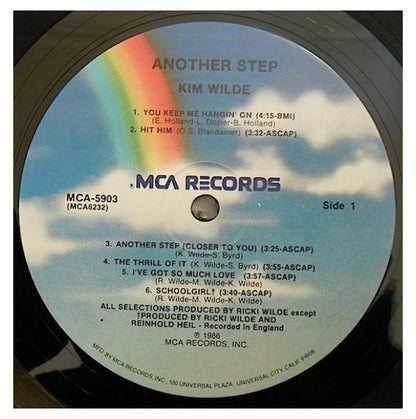 ANOTHER STEP
KIM WILDE
1. YOU KEEP ME HANGIN' ON (4:15-BMI)
(E. Holland-L. Dozier-B. Holland)
2. HIT HIM (C.S. Blandamer) (3:32-ASCAP)
MCA RECORDS
MCA-5903
(MCA6232)
Side 1
3. ANOTHER STEP (CLOSER TO YOU) (3:25-ASCAP)
(K. Wilde-S. Byrd)
4. THE THRILL OF IT (K. Wilde-S. Byrd) (3:55-ASCAP)
5. I'VE GOT SO MUCH LOVE (3:57-ASCAP)
(R. Wilde-M. Wilde-K. Wilde)
6. SCHOOLGIRL† (3:40-ASCAP)
(R. Wilde-M. Wilde-K. Wilde)
ALL SELECTIONS PRODUCED BY RICKI WILDE except
†PRODUCED BY RICKI WILDE AND
REINHOLD HEIL - Recorded in England
℗ 1986
MCA RECORDS, INC.
MFD BY MCA RECORDS, INC., 100 UNIVERSAL PLAZA, UNIVERSAL CITY, CALIF 91608